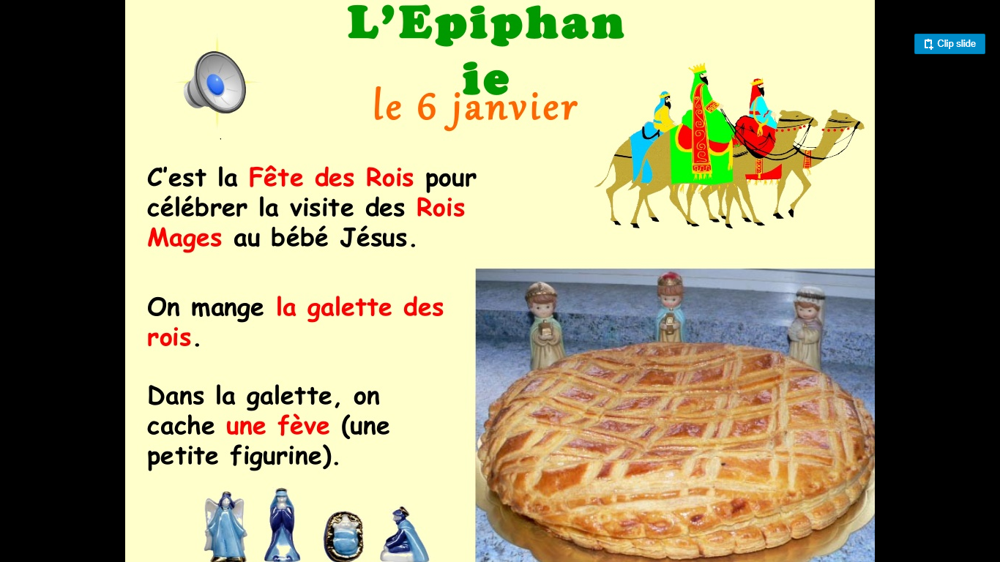 L'Epiphan
ie
le 6 janvier
C'est la Fête des Rois pour
célébrer la visite des Rois
Mages au bébé Jésus.
On mange la galette des
rois.
Dans la galette, on
cache une fève (une
petite figurine).
Clip slide